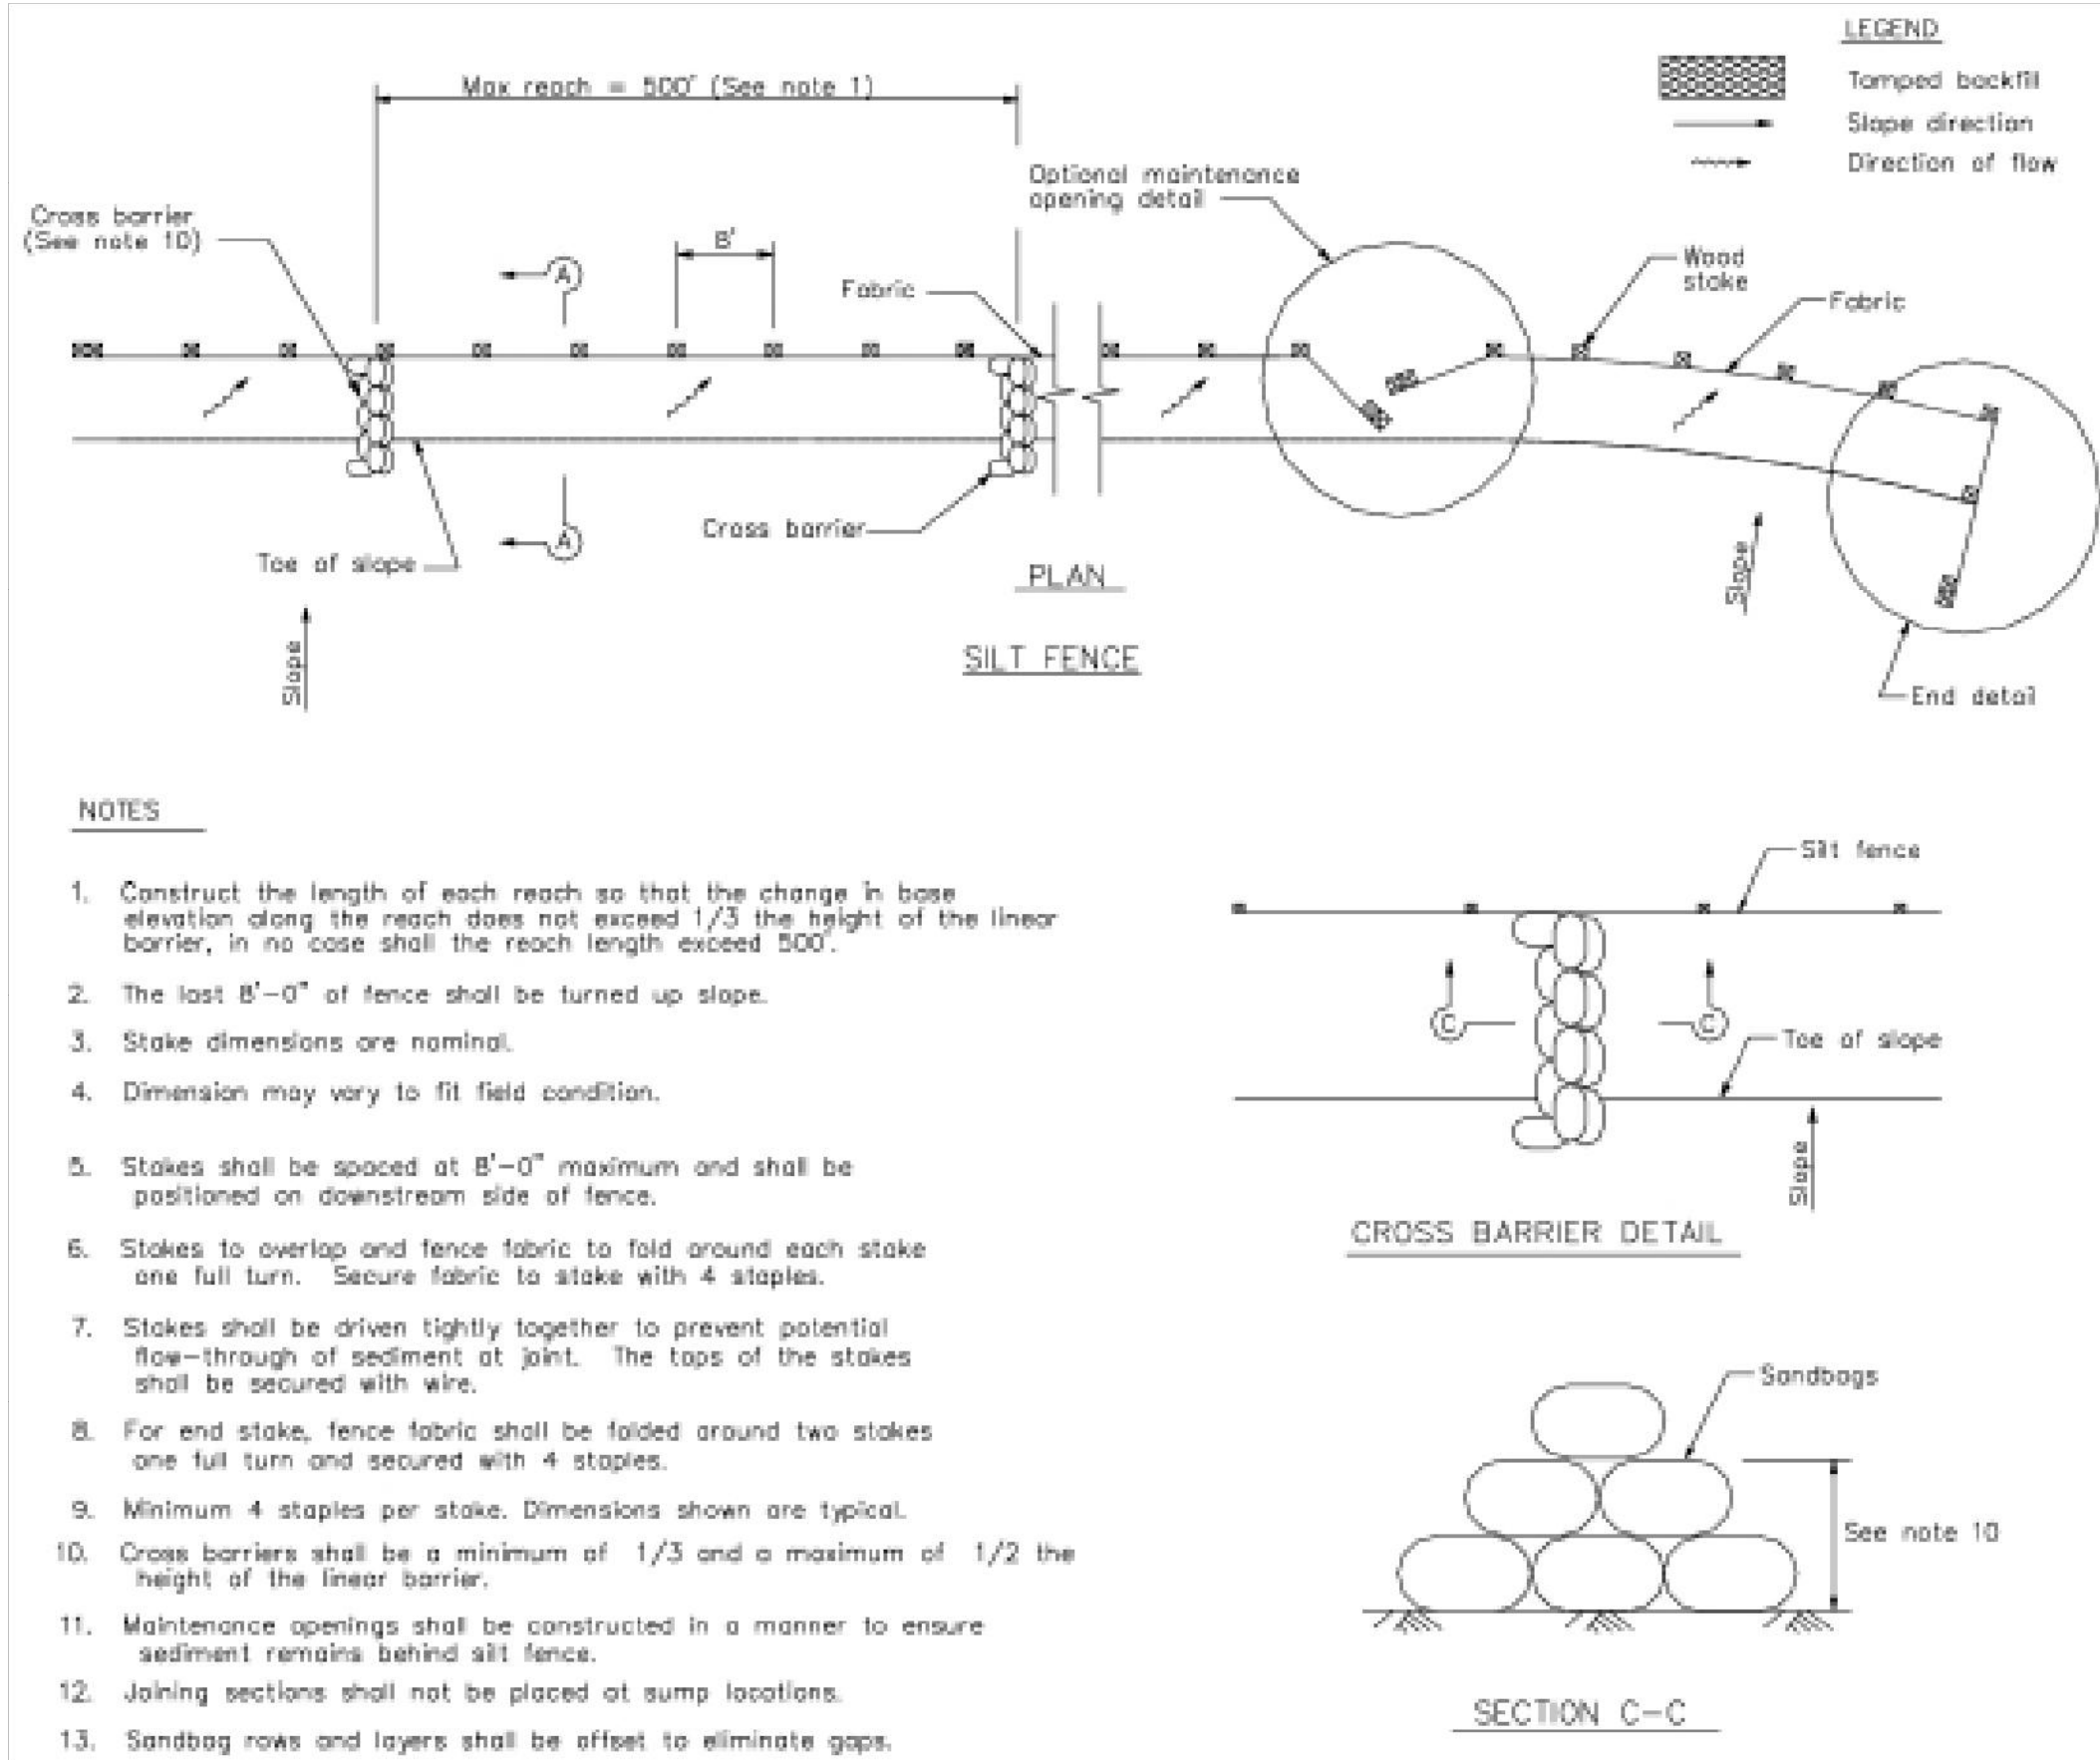 LEGEND
Tamped backfill
Slope direction
Direction of flow
Max reach = 500' (See note 1)
Optional maintenance
opening detail
Cross barrier
(See note 10)
8'
A
Fabric
Wood
stake
Fabric
Cross barrier
A
Toe of slope
PLAN
Slope
Slope
SILT FENCE
End detail
NOTES
1. Construct the length of each reach so that the change in base
elevation along the reach does not exceed 1/3 the height of the linear
barrier, in no case shall the reach length exceed 500'.
2. The last 8'-0" of fence shall be turned up slope.
3. Stake dimensions are nominal.
4. Dimension may vary to fit field condition.
5. Stakes shall be spaced at 8'-0" maximum and shall be
positioned on downstream side of fence.
6. Stakes to overlap and fence fabric to fold around each stake
one full turn. Secure fabric to stake with 4 staples.
7. Stakes shall be driven tightly together to prevent potential
flow-through of sediment at joint. The tops of the stakes
shall be secured with wire.
8. For end stake, fence fabric shall be folded around two stakes
one full turn and secured with 4 staples.
9. Minimum 4 staples per stake. Dimensions shown are typical.
10. Cross barriers shall be a minimum of 1/3 and a maximum of 1/2 the
height of the linear barrier.
11. Maintenance openings shall be constructed in a manner to ensure
sediment remains behind silt fence.
12. Joining sections shall not be placed at sump locations.
13. Sandbag rows and layers shall be offset to eliminate gaps.
Silt fence
C
C
Toe of slope
Slope
CROSS BARRIER DETAIL
Sandbags
See note 10
SECTION C-C